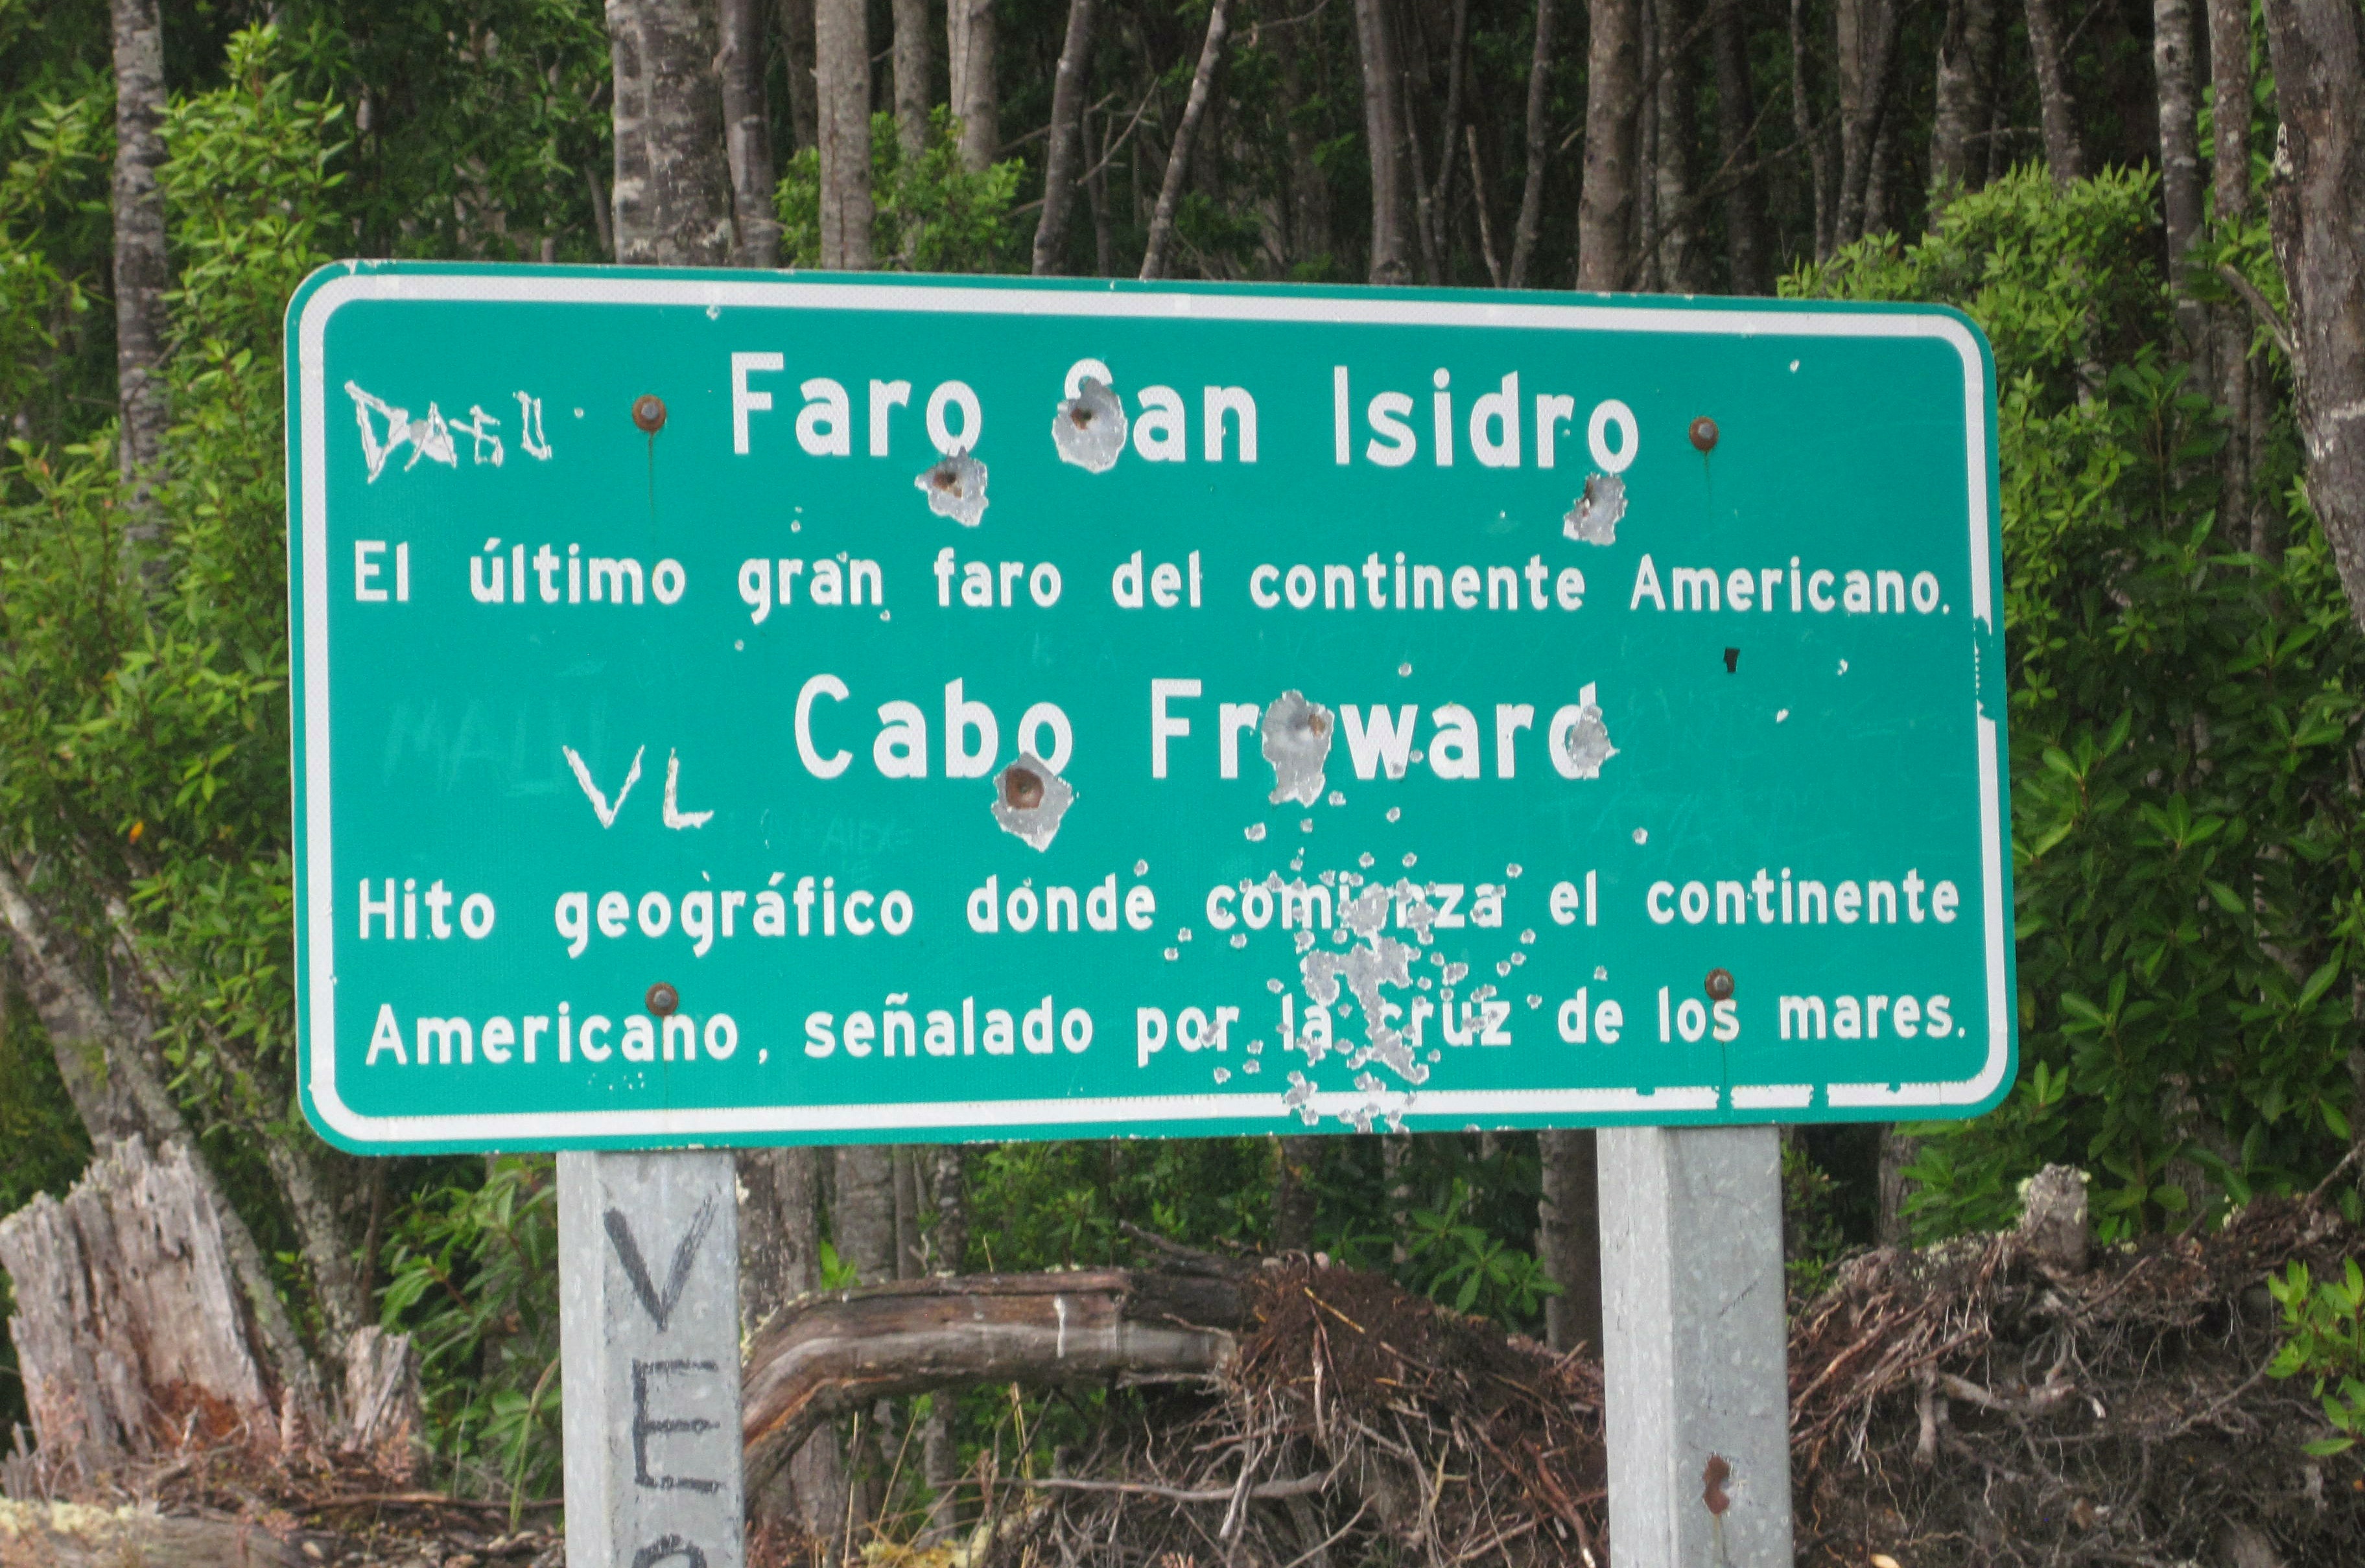 Faro San Isidro
El último gran faro del continente Americano.
Cabo Froward
VL
Hito geográfico donde comienza el continente
Americano, señalado por la cruz de los mares.
VE